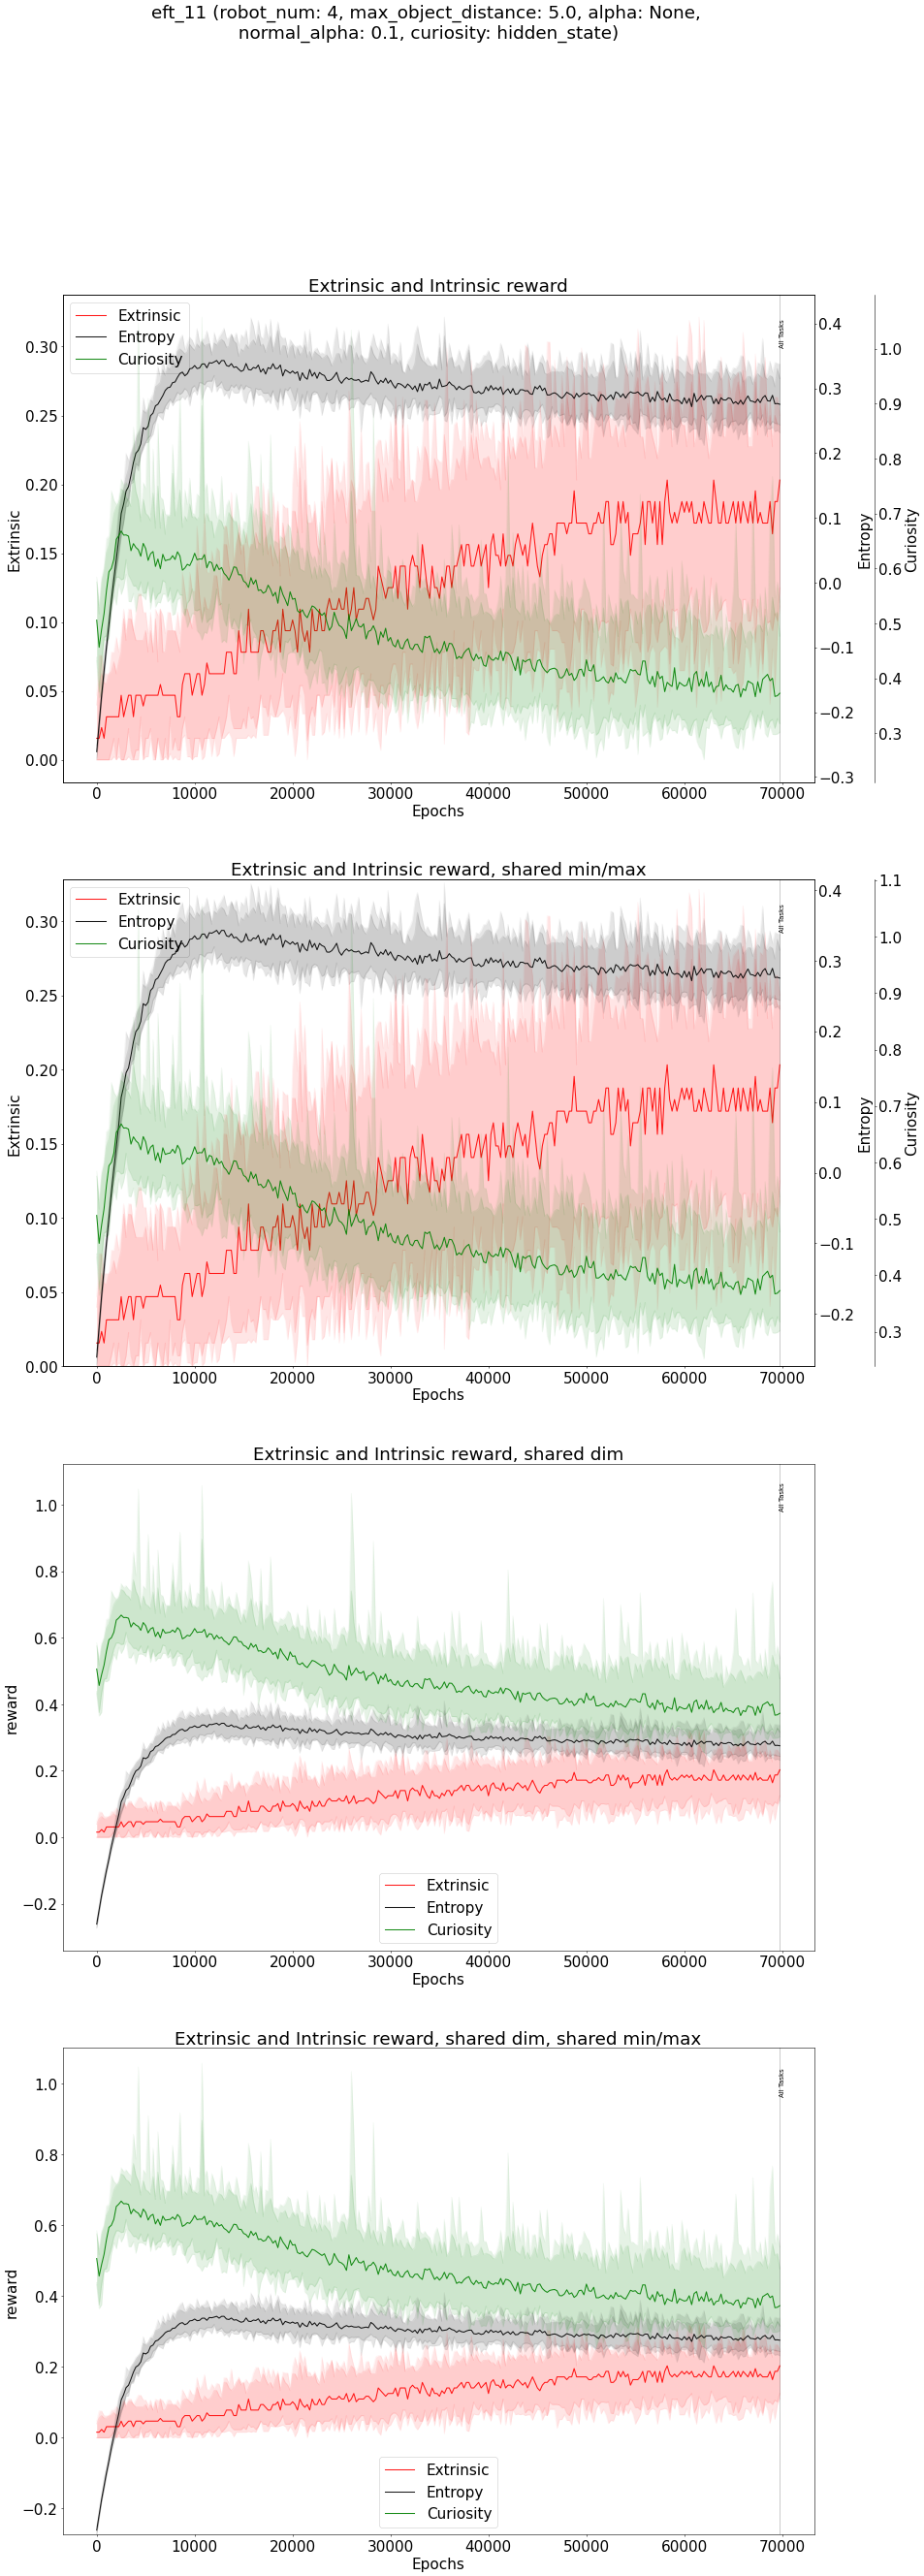 eft_11 (robot_num: 4, max_object_distance: 5.0, alpha: None,
normal_alpha: 0.1, curiosity: hidden_state)
Extrinsic and Intrinsic reward
Extrinsic
Entropy
Curiosity
All Tasks
0.30
0.25
0.20
0.15
0.10
0.05
0.00
Extrinsic
0.4
0.3
0.2
0.1
0.0
−0.1
−0.2
−0.3
Entropy
1.0
0.9
0.8
0.7
0.6
0.5
0.4
0.3
Curiosity
0 10000 20000 30000 40000 50000 60000 70000
Epochs
Extrinsic and Intrinsic reward, shared min/max
Extrinsic
Entropy
Curiosity
All Tasks
0.30
0.25
0.20
0.15
0.10
0.05
0.00
Extrinsic
0.4
0.3
0.2
0.1
0.0
−0.1
−0.2
Entropy
1.1
1.0
0.9
0.8
0.7
0.6
0.5
0.4
0.3
Curiosity
0 10000 20000 30000 40000 50000 60000 70000
Epochs
Extrinsic and Intrinsic reward, shared dim
All Tasks
1.0
0.8
0.6
0.4
0.2
0.0
−0.2
reward
Extrinsic
Entropy
Curiosity
0 10000 20000 30000 40000 50000 60000 70000
Epochs
Extrinsic and Intrinsic reward, shared dim, shared min/max
All Tasks
1.0
0.8
0.6
0.4
0.2
0.0
−0.2
reward
Extrinsic
Entropy
Curiosity
0 10000 20000 30000 40000 50000 60000 70000
Epochs